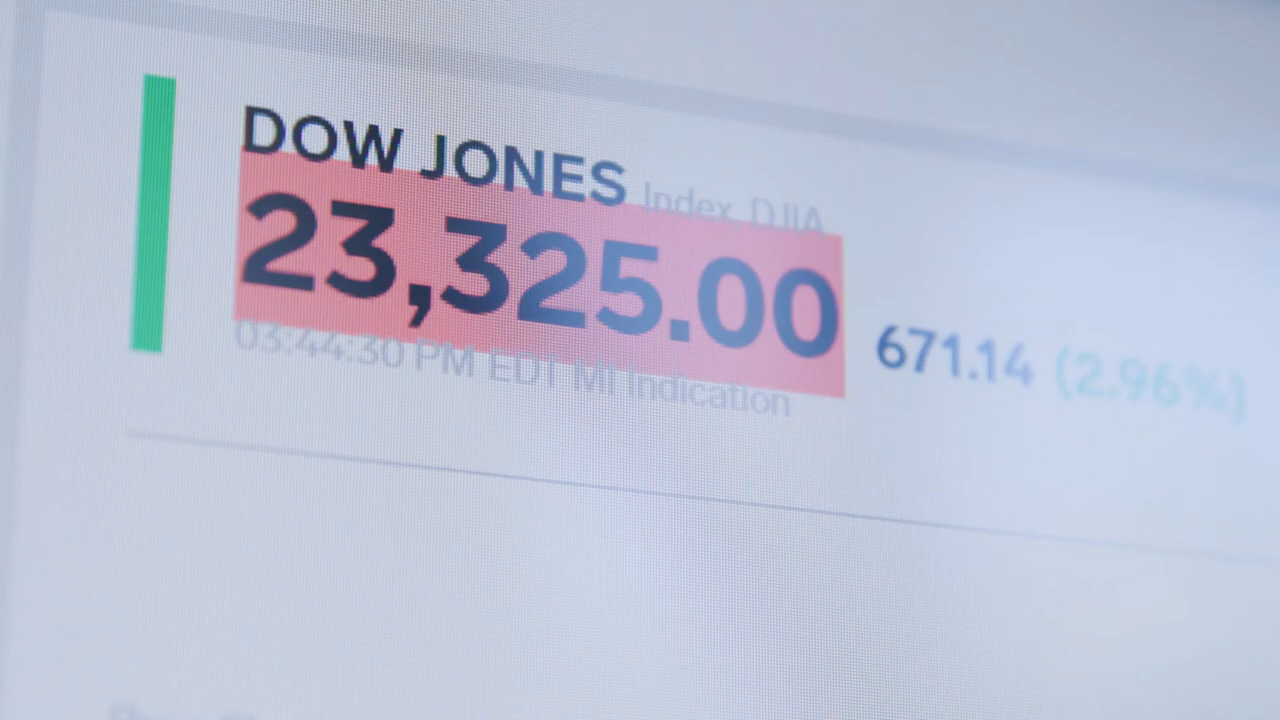 DOW JONES Index, DJIA
23,325.00 671.14 (2.96%)
03:44:30 PM EDT MI Indication